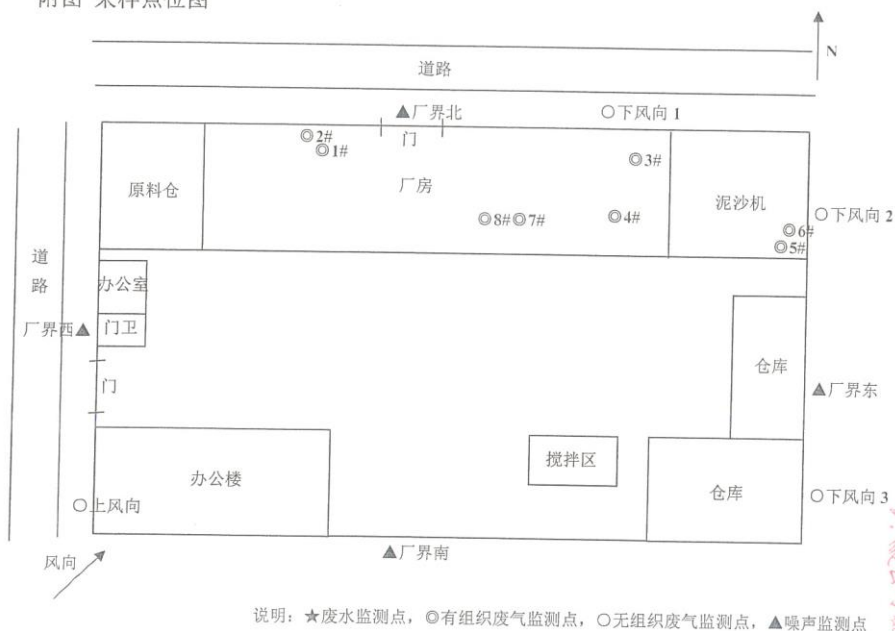 附图 采样点位图
N
道路
▲厂界北
○下风向 1
◎2#
◎1#
门
◎3#
原料仓
厂房
泥沙机
◎8#◎7#
◎4#
○下风向 2
◎6#
◎5#
道路
办公室
厂界西▲
门卫
门
仓库
▲厂界东
办公楼
搅拌区
仓库
○上风向
○下风向 3
风向
▲厂界南
说明：★废水监测点，◎有组织废气监测点，○无组织废气监测点，▲噪声监测点